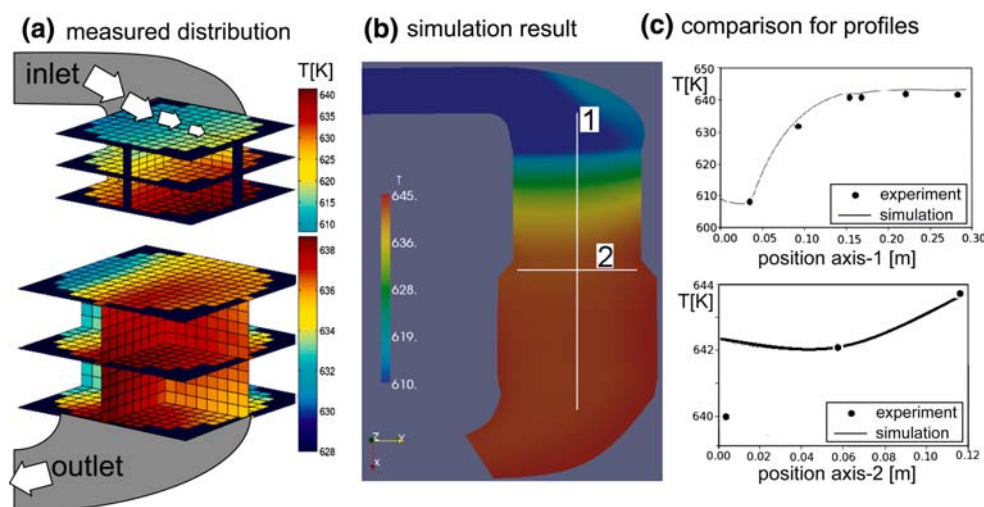 (a) measured distribution
inlet
T[K]
640
635
630
625
620
615
610
638
636
634
632
630
628
outlet
(b) simulation result
1
2
T
645.
636.
628.
619.
610.
Z
Y
X
(c) comparison for profiles
T[K]
650
640
630
620
610
600
0.00 0.05 0.10 0.15 0.20 0.25 0.30
experiment
simulation
position axis-1 [m]
T[K]
644
642
640
0.00 0.02 0.04 0.06 0.08 0.10 0.12
experiment
simulation
position axis-2 [m]